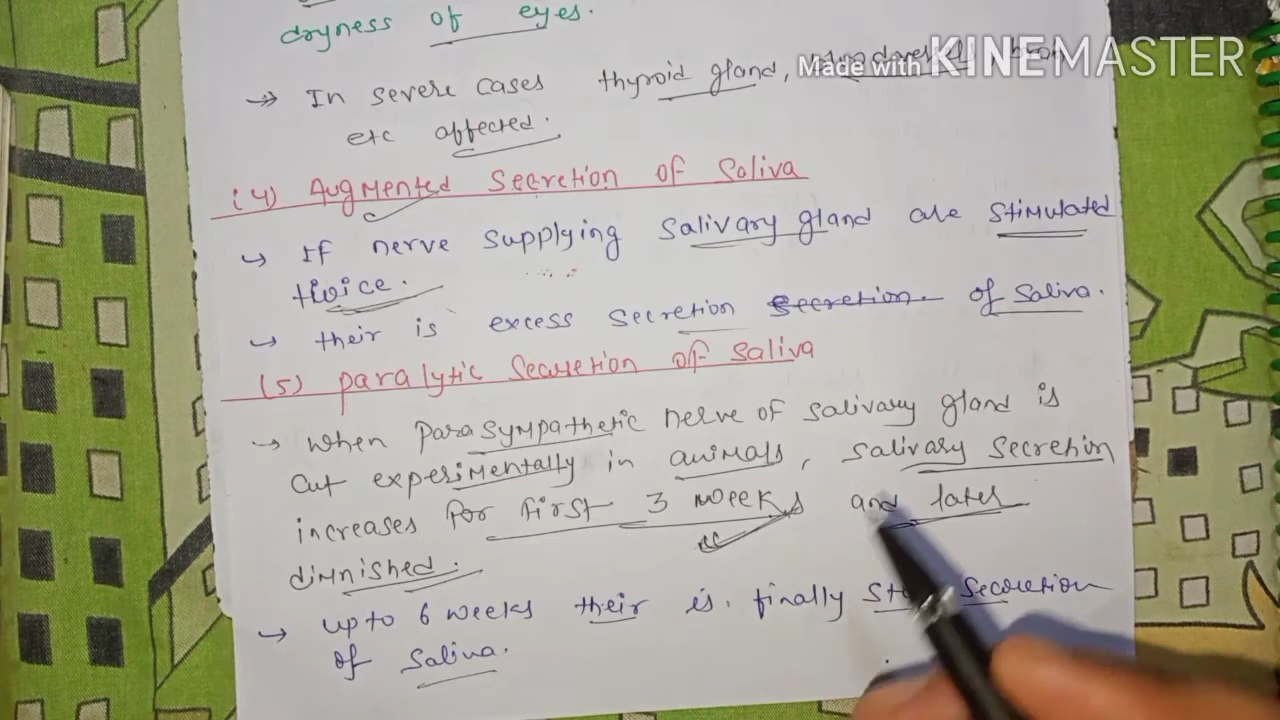 dryness of eyes.
Made with KINEMASTER
↠ In severe cases thyroid gland,
etc affected.
(4) Augmented Secretion of Saliva
↳ If nerve supplying salivary gland are stimulated
twice.
↳ their is excess secretion secretion of saliva.
(5) Paralytic Secretion of Saliva
→ when parasympathetic nerve of salivary gland is
cut experimentally in animals, salivary secretion
increases for first 3 weeks and later
diminished.
→ upto 6 weeks their is finally secretion
of saliva.